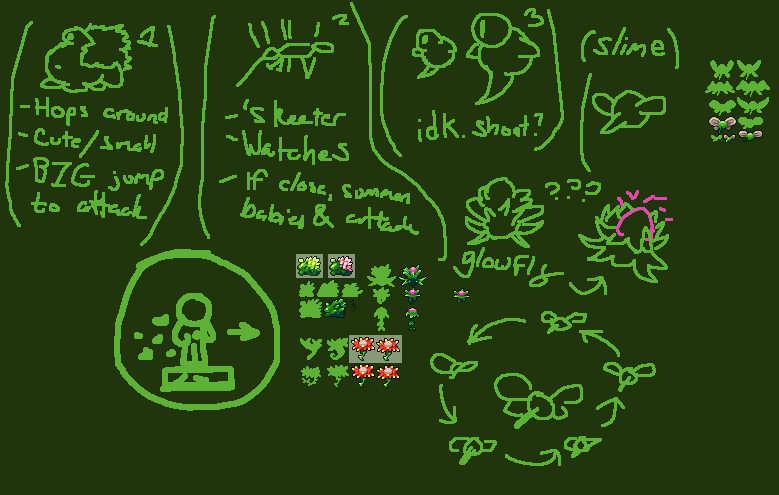 1
- Hops around
- Cute/small
- BIG jump
to attack
2
- 'skeeter
- Watches
- If close, summon
babies & attack
3
idk. shoot?
(slime)
???
glowfly